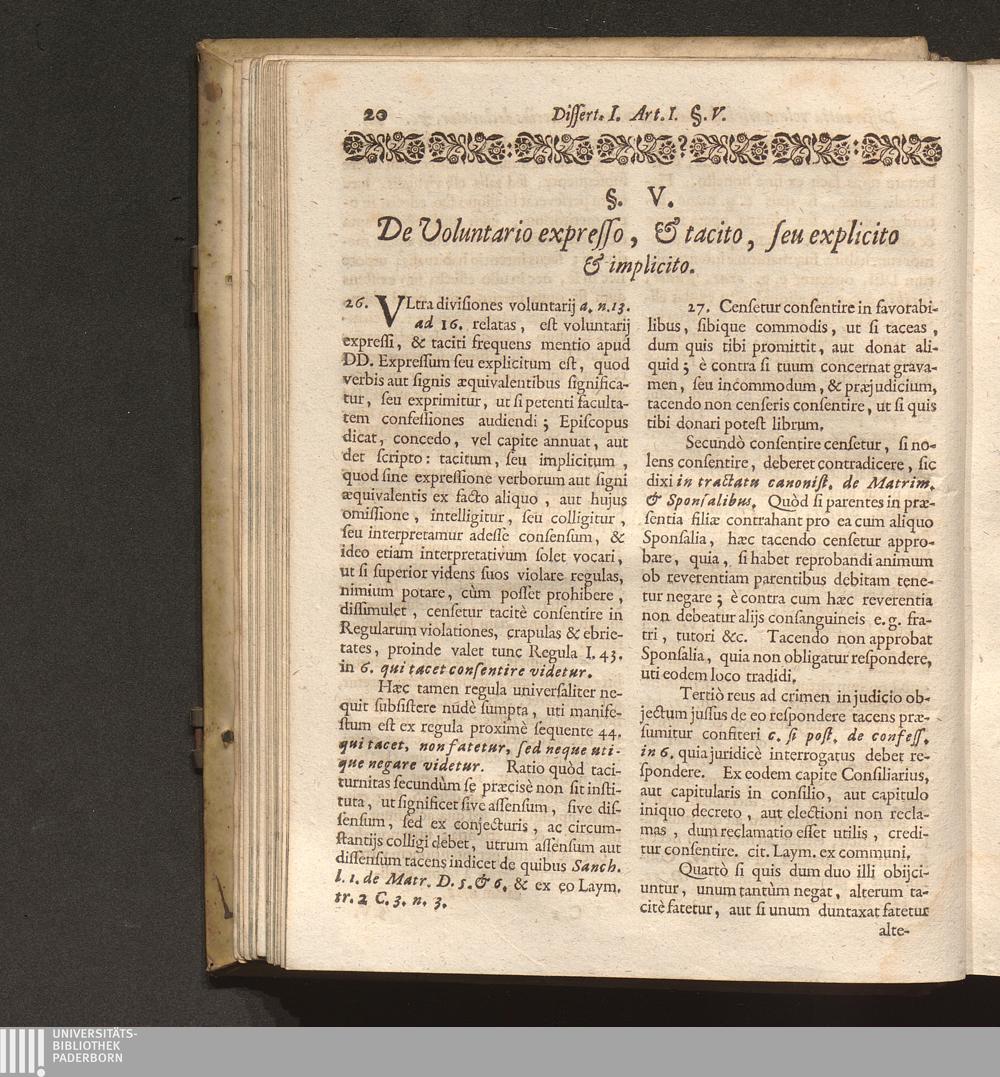 20 Dissert. I. Art. I. §. V.
§. V.
De Voluntario expresso, & tacito, seu explicito
& implicito.
26. VLtra divisiones voluntarij a. n. 13.
ad 16. relatas, est voluntarij
expressi, & taciti frequens mentio apud
DD. Expressum seu explicitum est, quod
verbis aut signis æquivalentibus significa-
tur, seu exprimitur, ut si petenti faculta-
tem confessiones audiendi; Episcopus
dicat, concedo, vel capite annuat, aut
det scripto: tacitum, seu implicitum,
quod sine expressione verborum aut signi
æquivalentis ex facto aliquo, aut hujus
omissione, intelligitur, seu colligitur,
seu interpretamur adesse consensum, &
ideo etiam interpretativum solet vocari,
ut si superior videns suos violare regulas,
nimium potare, cùm posset prohibere,
dissimulet, censetur tacitè consentire in
Regularum violationes, crapulas & ebrie-
tates, proinde valet tunc Regula I. 43.
in 6. qui tacet consentire videtur.
Hæc tamen regula universaliter ne-
quit subsistere nudè sumpta, uti manife-
stum est ex regula proximè sequente 44.
qui tacet, non fatetur, sed neque uti-
que negare videtur. Ratio quòd taci-
turnitas secundùm se præcisè non sit insti-
tuta, ut significet sive assensum, sive dis-
sensum, sed ex conjecturis, ac circum-
stantijs colligi debet, utrum assensum aut
dissensum tacens indicet de quibus Sanch.
l. 1. de Matr. D. 5. & 6. & ex eo Laym.
tr. 2 C. 3. n. 3.
27. Censetur consentire in favorabi-
libus, sibique commodis, ut si taceas,
dum quis tibi promittit, aut donat ali-
quid; è contra si tuum concernat grava-
men, seu incommodum, & præjudicium,
tacendo non censeris consentire, ut si quis
tibi donari potest librum.
Secundò consentire censetur, si no-
lens consentire, deberet contradicere, sic
dixi in tractatu canonist. de Matrim.
& Sponsalibus. Quòd si parentes in præ-
sentia filiæ contrahant pro ea cum aliquo
Sponsalia, hæc tacendo censetur appro-
bare, quia, si habet reprobandi animum
ob reverentiam parentibus debitam tene-
tur negare; è contra cum hæc reverentia
non debeatur alijs consanguineis e. g. fra-
tri, tutori &c. Tacendo non approbat
Sponsalia, quia non obligatur respondere,
uti eodem loco tradidi.
Tertiò reus ad crimen in judicio ob-
jectum jussus de eo respondere tacens præ-
sumitur confiteri c. si post. de confess.
in 6. quia juridicè interrogatus debet re-
spondere. Ex eodem capite Consiliarius,
aut capitularis in consilio, aut capitulo
iniquo decreto, aut electioni non recla-
mas, dum reclamatio esset utilis, credi-
tur consentire. cit. Laym. ex communi.
Quartò si quis dum duo illi obijci-
untur, unum tantùm negat, alterum ta-
citè fatetur, aut si unum duntaxat fatetur
alte-
UNIVERSITÄTS-
BIBLIOTHEK
PADERBORN